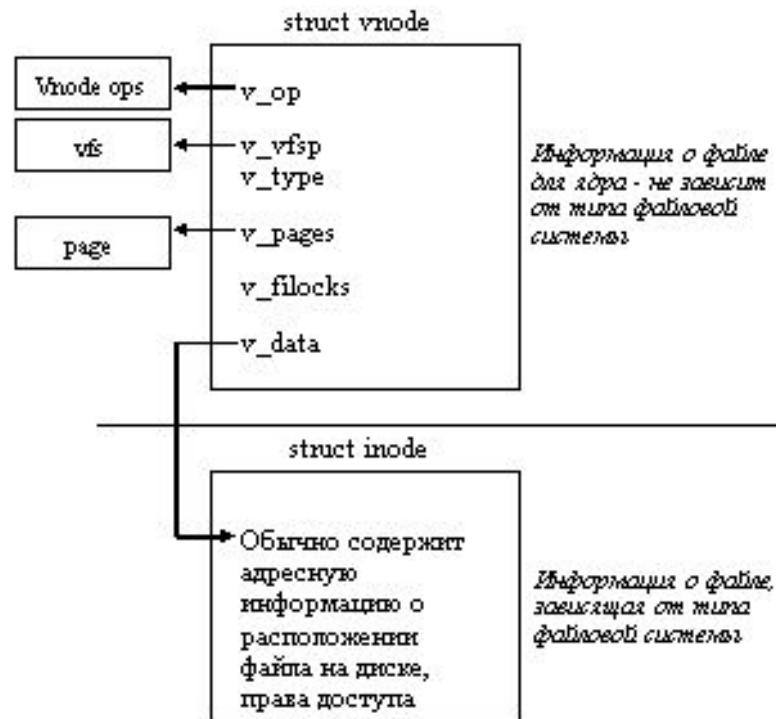 struct vnode
Vnode ops
v_op
vfs
v_vfsp
v_type
page
v_pages
v_filocks
v_data
Информация о файле
для ядра - не зависит
от типа файловой
системы
struct inode
Обычно содержит
адресную
информацию о
расположении
файла на диске,
права доступа
Информация о файле,
зависящая от типа
файловой системы